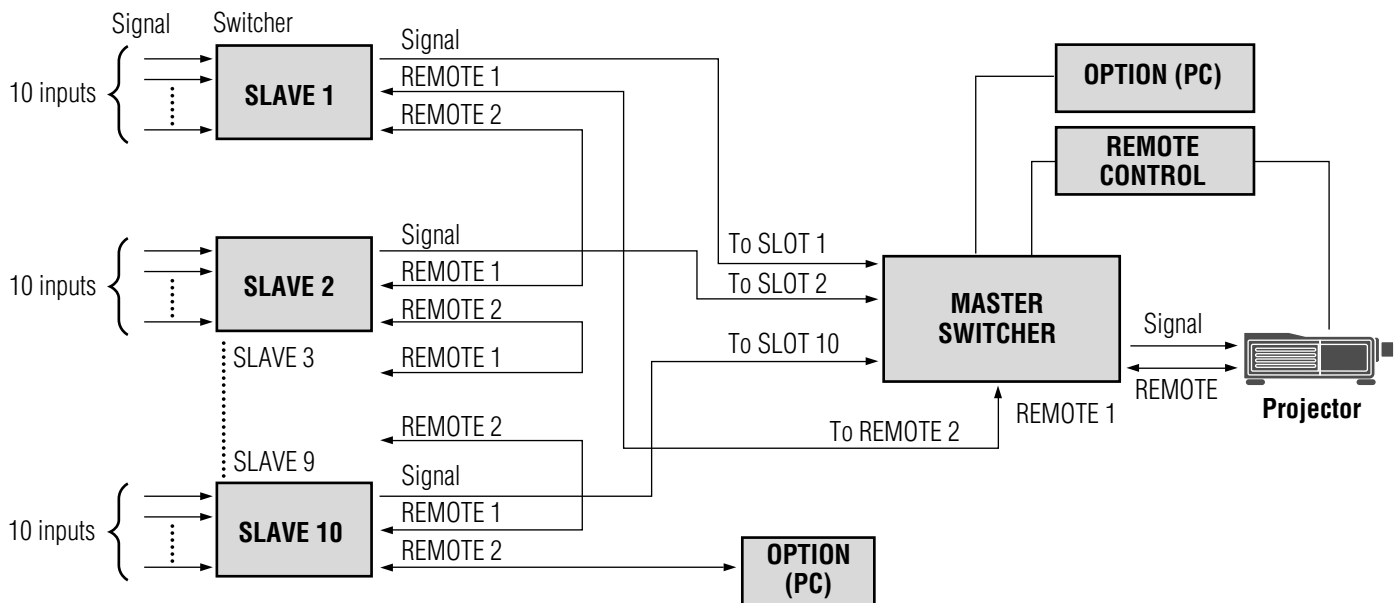 Signal Switcher
10 inputs
SLAVE 1
Signal
REMOTE 1
REMOTE 2
OPTION (PC)
REMOTE
CONTROL
10 inputs
SLAVE 2
Signal
REMOTE 1
REMOTE 2
REMOTE 1
SLAVE 3
To SLOT 1
To SLOT 2
To SLOT 10
MASTER
SWITCHER
Signal
REMOTE
Projector
REMOTE 1
To REMOTE 2
REMOTE 2
SLAVE 9
10 inputs
SLAVE 10
Signal
REMOTE 1
REMOTE 2
OPTION
(PC)